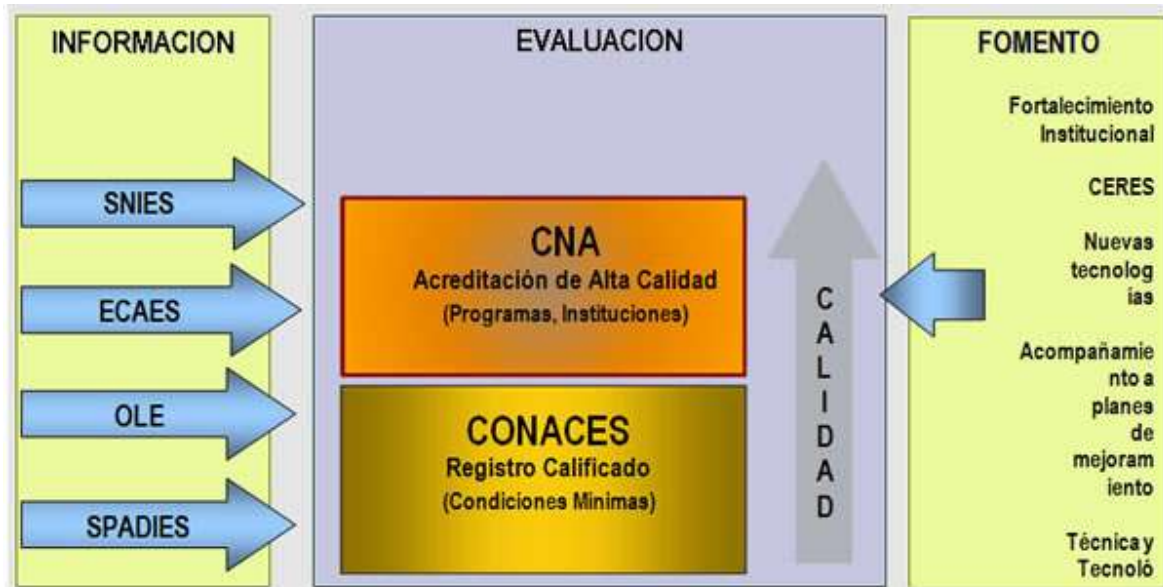 INFORMACION
SNIES
ECAES
OLE
SPADIES
EVALUACION
CNA
Acreditación de Alta Calidad
(Programas, Instituciones)
CONACES
Registro Calificado
(Condiciones Minimas)
C
A
L
I
D
A
D
FOMENTO
Fortalecimiento
Institucional
CERES
Nuevas
tecnolog
ías
Acompañamie
nto a
planes
de
mejoram
iento
Técnica y
Tecnoló